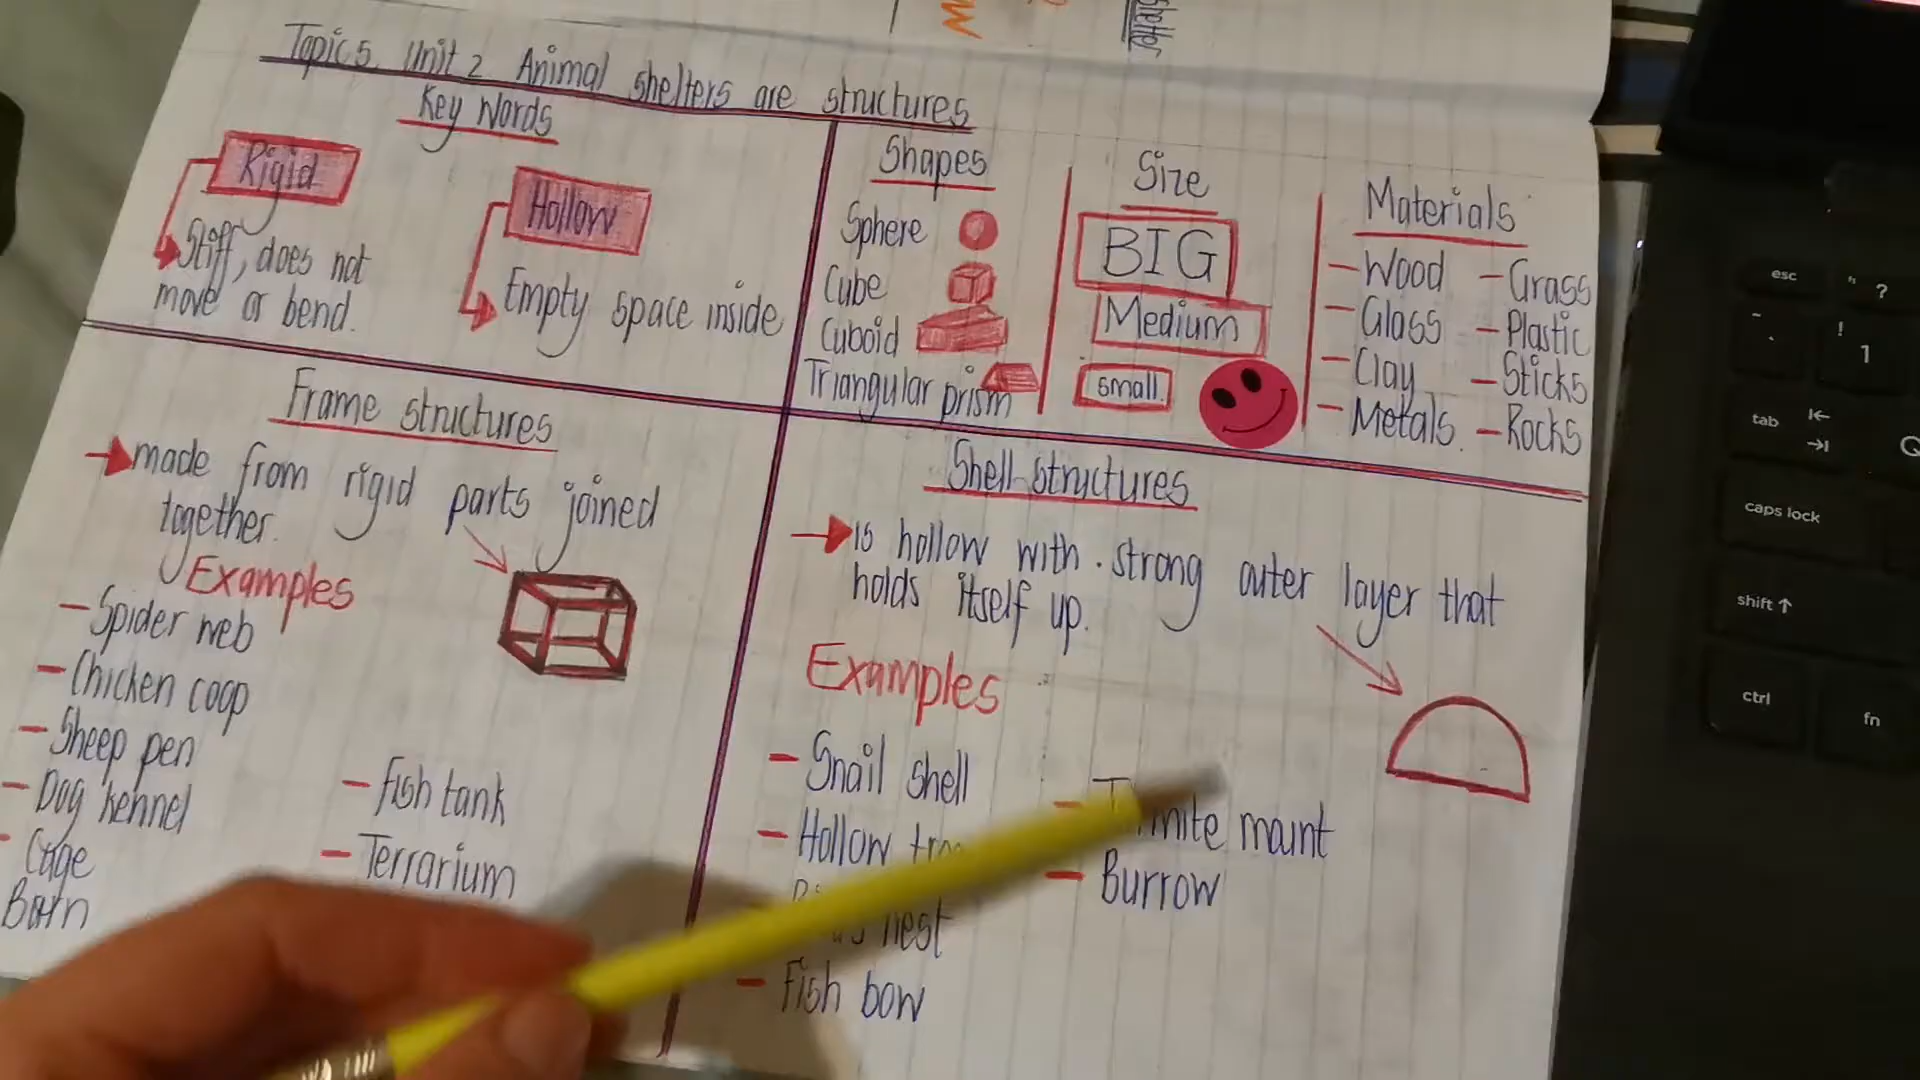 Topic 5. Unit 2 Animal shelters are structures
Key Words
Rigid
Stiff, does not
move or bend.
Hollow
Empty space inside
Shapes
Sphere
Cube
Cuboid
Triangular prism
Size
BIG
Medium
small.
Materials
-Wood
-Glass
-Clay
-Metals.
-Grass
-Plastic
-Sticks
-Rocks
Frame structures
made from rigid parts joined
together.
Examples
-Spider web
-Chicken coop
-Sheep pen
-Dog kennel
-Cage
Barn
-Fish tank
-Terrarium
Shell structures
is hollow with strong outer layer that
holds itself up.
Examples
-Snail shell
-Hollow
nest
-Fish bow
-maint
-Burrow
esc
? 
!
1
tab
Q
caps lock
shift
ctrl
fn